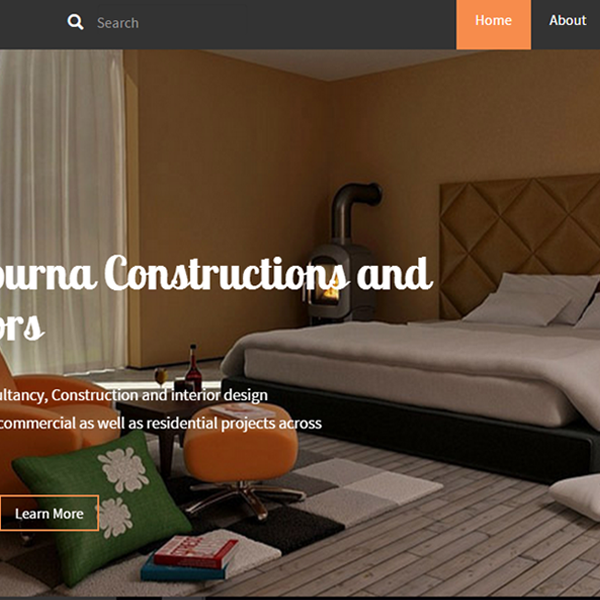 Search
Home
About
ourna Constructions and
ors
ultancy, Construction and interior design
commercial as well as residential projects across
Learn More